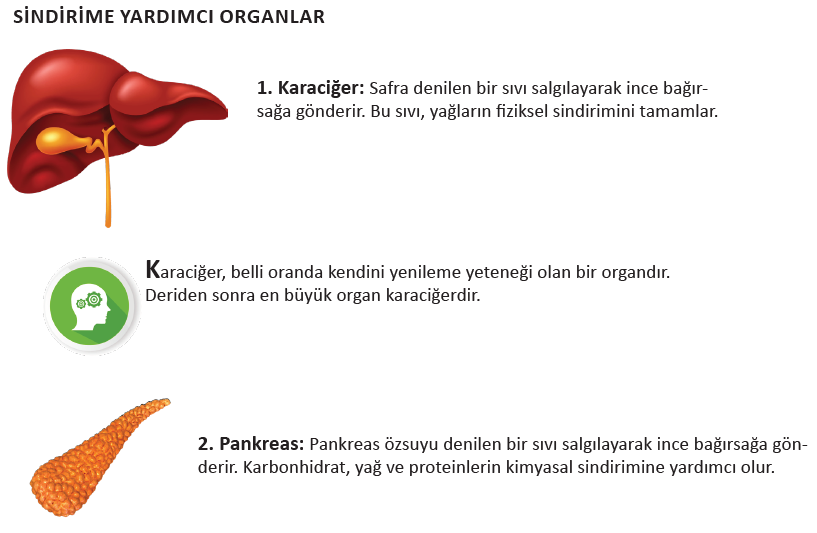 SİNDİRİME YARDIMCI ORGANLAR
1. Karaciğer: Safra denilen bir sıvı salgılayarak ince bağır-
sağa gönderir. Bu sıvı, yağların fiziksel sindirimini tamamlar.
Karaciğer, belli oranda kendini yenileme yeteneği olan bir organdır.
Deriden sonra en büyük organ karaciğerdir.
2. Pankreas: Pankreas özsuyu denilen bir sıvı salgılayarak ince bağırsağa gön-
derir. Karbonhidrat, yağ ve proteinlerin kimyasal sindirimine yardımcı olur.